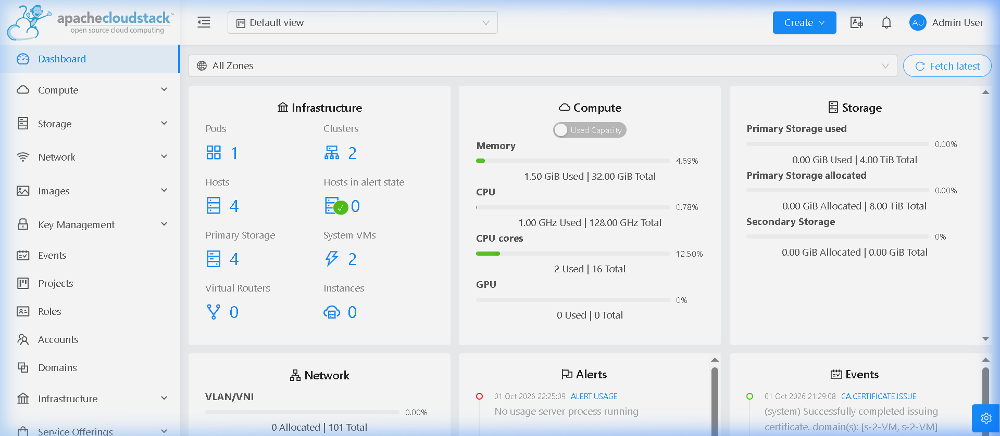 apachecloudstack™
open source cloud computing
Default view
Create
AU
Admin User
Dashboard
Compute
Storage
Network
Images
Key Management
Events
Projects
Roles
Accounts
Domains
Infrastructure
Service Offerings
All Zones
Fetch latest
Infrastructure
Pods
Clusters
1
2
Hosts
Hosts in alert state
4
0
Primary Storage
System VMs
4
2
Virtual Routers
Instances
0
0
Compute
Used Capacity
Memory
4.69%
1.50 GiB Used | 32.00 GiB Total
CPU
0.78%
1.00 GHz Used | 128.00 GHz Total
CPU cores
12.50%
2 Used | 16 Total
GPU
0%
0 Used | 0 Total
Storage
Primary Storage used
0.00%
0.00 GiB Used | 4.00 TiB Total
Primary Storage allocated
0.00%
0.00 GiB Allocated | 8.00 TiB Total
Secondary Storage
0%
0.00 GiB Allocated | 0.00 GiB Total
Network
VLAN/VNI
0.00%
0 Allocated | 101 Total
Alerts
01 Oct 2026 22:25:09 ALERT.USAGE
No usage server process running
Events
01 Oct 2026 21:29:08 CA.CERTIFICATE.ISSUE
(system) Successfully completed issuing
certificate. domain(s): [s-2-VM, s-2-VM]